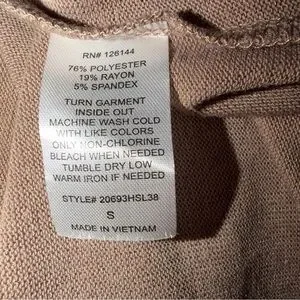 RN# 126144
76% POLYESTER
19% RAYON
5% SPANDEX
TURN GARMENT
INSIDE OUT
MACHINE WASH COLD
WITH LIKE COLORS
ONLY NON-CHLORINE
BLEACH WHEN NEEDED
TUMBLE DRY LOW
WARM IRON IF NEEDED
STYLE# 20693HSL38
S
MADE IN VIETNAM